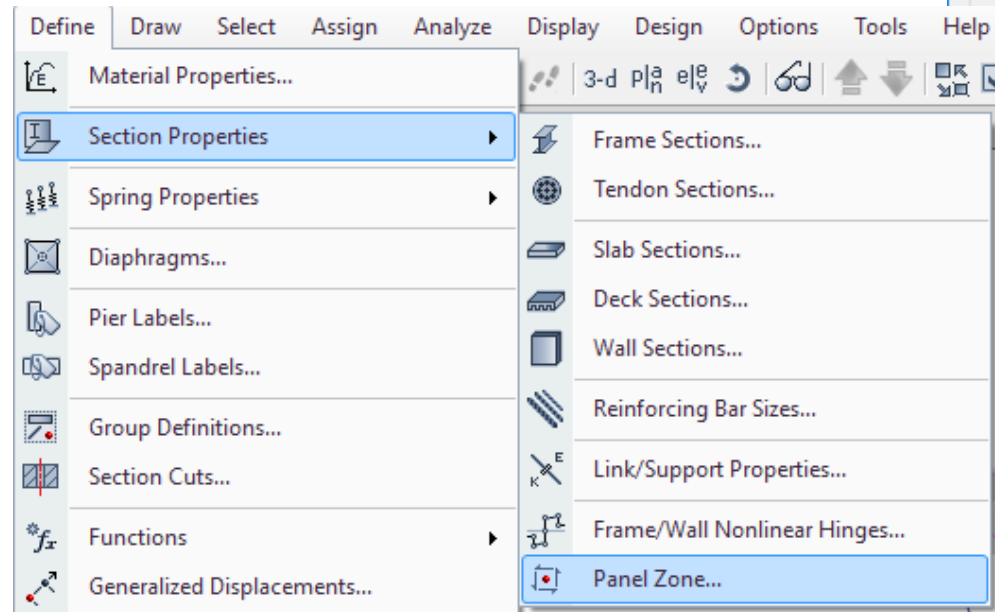 Define Draw Select Assign Analyze Display Design Options Tools Help
Material Properties...
3-d
Section Properties
Frame Sections...
Tendon Sections...
Spring Properties
Slab Sections...
Diaphragms...
Deck Sections...
Pier Labels...
Wall Sections...
Spandrel Labels...
Reinforcing Bar Sizes...
Group Definitions...
Link/Support Properties...
Section Cuts...
Frame/Wall Nonlinear Hinges...
Functions
Panel Zone...
Generalized Displacements...